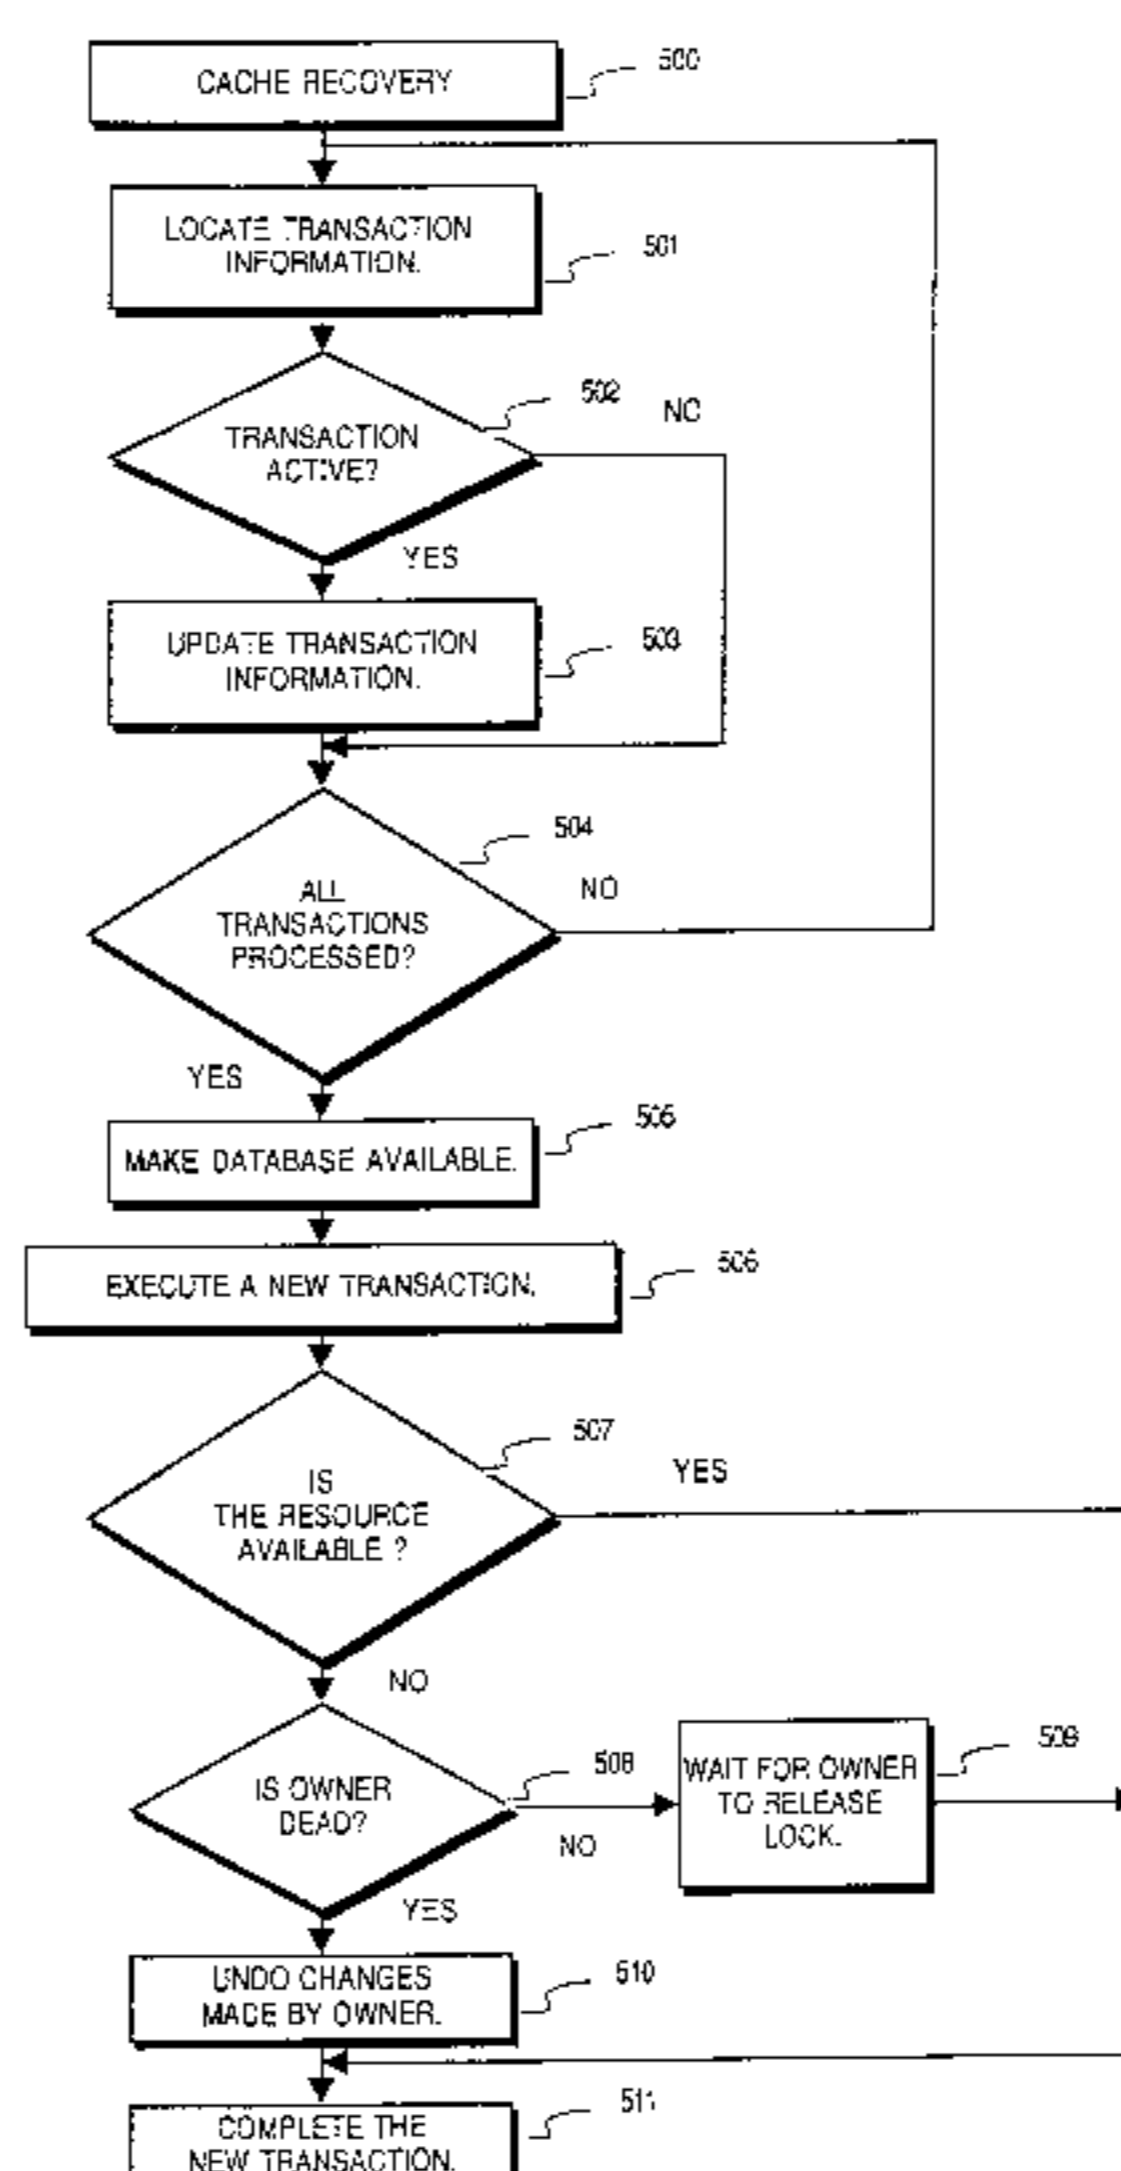 CACHE RECOVERY
500
LOCATE TRANSACTION
INFORMATION.
501
502
NO
TRANSACTION
ACTIVE?
YES
UPDATE TRANSACTION
INFORMATION.
503
504
NO
ALL
TRANSACTIONS
PROCESSED?
YES
505
MAKE DATABASE AVAILABLE.
506
EXECUTE A NEW TRANSACTION.
507
YES
IS
THE RESOURCE
AVAILABLE ?
NO
508
IS OWNER
DEAD?
NO
509
WAIT FOR OWNER
TO RELEASE
LOCK.
YES
510
UNDO CHANGES
MADE BY OWNER.
511
COMPLETE THE
NEW TRANSACTION.